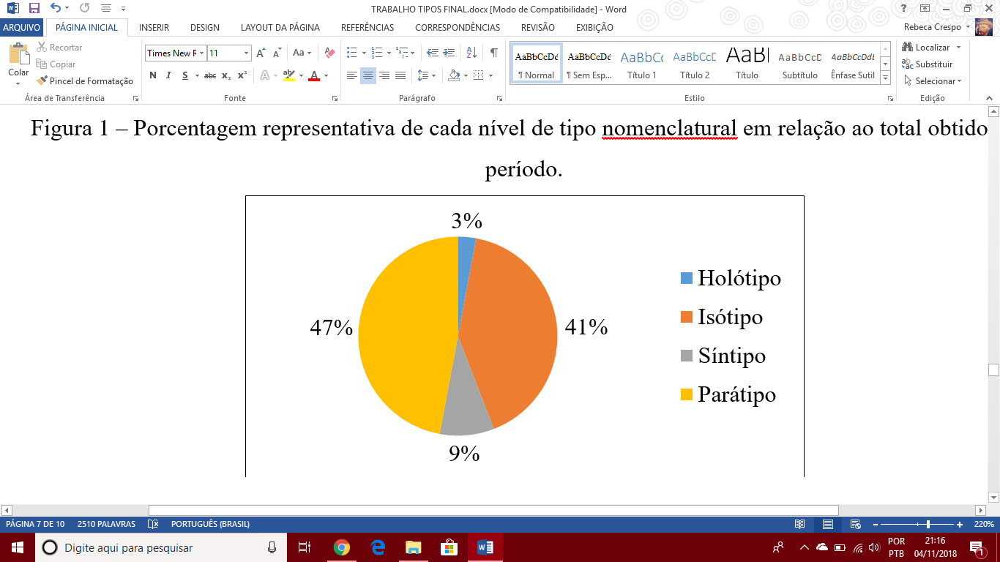 TRABALHO TIPOS FINAL.docx [Modo de Compatibilidade] - Word
ARQUIVO PÁGINA INICIAL INSERIR DESIGN LAYOUT DA PÁGINA REFERÊNCIAS CORRESPONDÊNCIAS REVISÃO EXIBIÇÃO Rebeca Crespo
Colar
Recortar
Copiar
Pincel de Formatação
Área de Transferência
Times New R 11 Aa
N I S abc x₂ x² A A
Fonte
Parágrafo
AaBbCcDd AaBbCcDd AaBbCc AaBbCcD AaB AaBbCcD AaBbCcDdE
¶ Normal ¶ Sem Esp... Título 1 Título 2 Título Subtítulo Ênfase Sutil
Estilo
Localizar
Substituir
Selecionar
Edição
Figura 1 – Porcentagem representativa de cada nível de tipo nomenclatural em relação ao total obtido
período.
3%
47%
41%
9%
Holótipo
Isótipo
Síntipo
Parátipo
PÁGINA 7 DE 10 2510 PALAVRAS PORTUGUÊS (BRASIL) 220%
Digite aqui para pesquisar
POR
PTB
21:16
04/11/2018
1